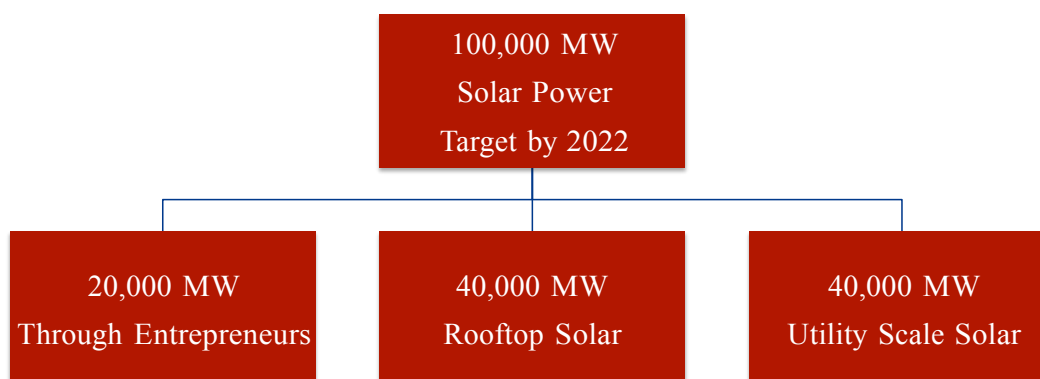 100,000 MW
Solar Power
Target by 2022
20,000 MW
Through Entrepreneurs
40,000 MW
Rooftop Solar
40,000 MW
Utility Scale Solar